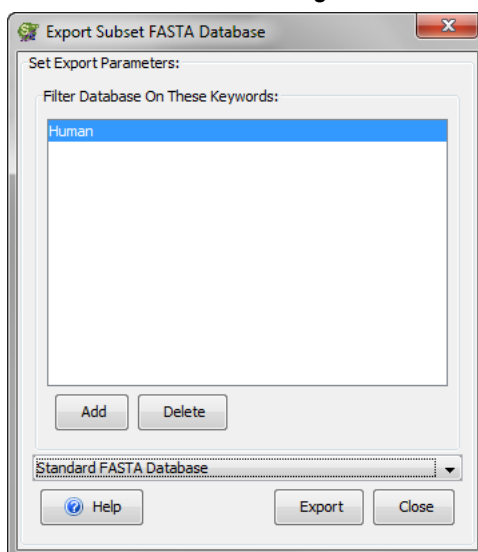 Export Subset FASTA Database
Set Export Parameters:
Filter Database On These Keywords:
Human
Add Delete
Standard FASTA Database
Help Export Close